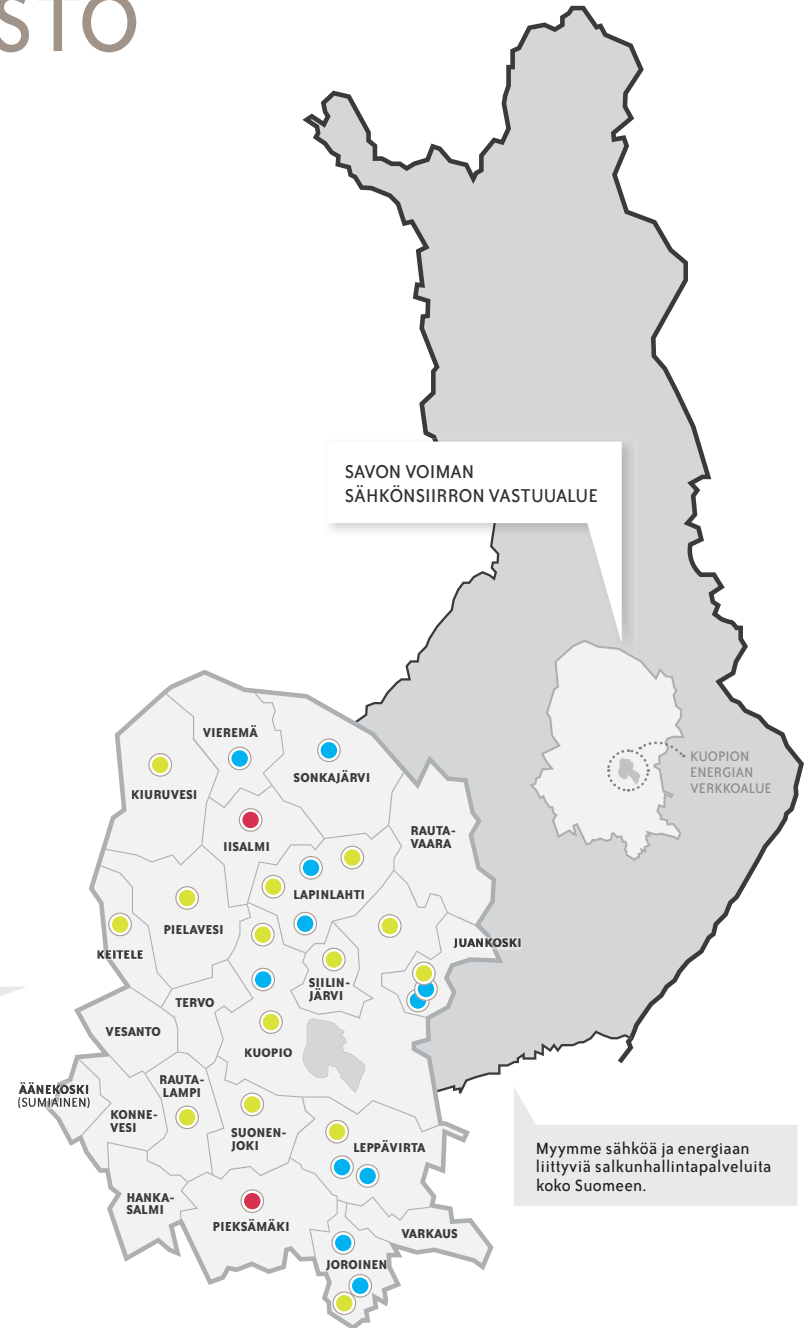 STO
SAVON VOIMAN
SÄHKÖNSIIRRON VASTUUALUE
KUOPION
ENERGIAN
VERKKOALUE
VIEREMÄ
SONKAJÄRVI
KIURUVESI
IISALMI
RAUTA-
VAARA
LAPINLAHTI
PIELAVESI
JUANKOSKI
KEITELE
SIILIN-
JÄRVI
TERVO
VESANTO
KUOPIO
RAUTA-
LAMPI
ÄÄNEKOSKI
(SUMIAINEN)
KONNE-
VESI
SUONEN-
JOKI
LEPPÄVIRTA
HANKA-
SALMI
PIEKSÄMÄKI
VARKAUS
JOROINEN
Myymme sähköä ja energiaan
liittyviä salkunhallintapalveluita
koko Suomeen.